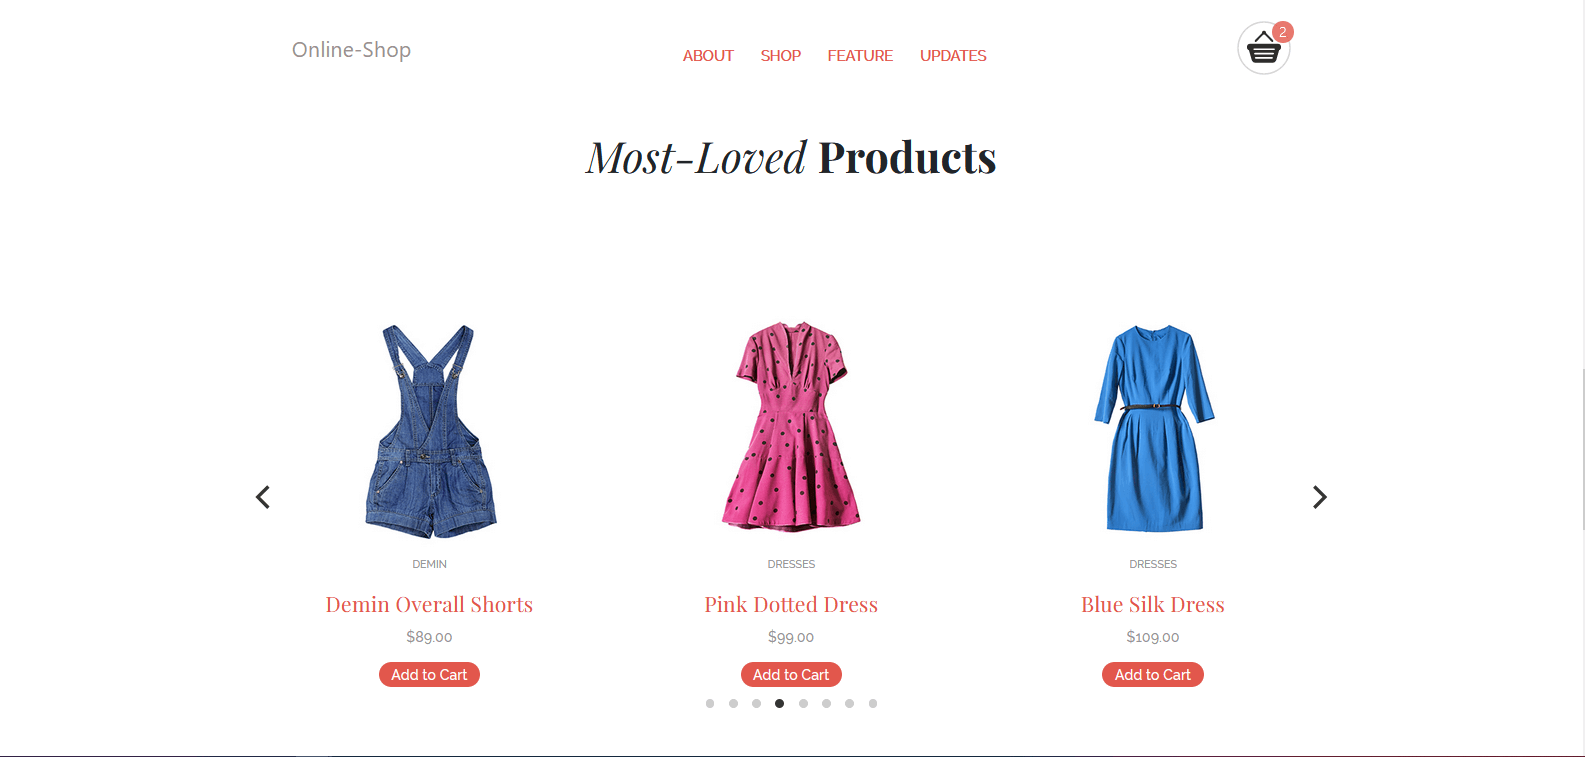 Online-Shop
ABOUT SHOP FEATURE UPDATES
2
Most-Loved Products
DEMIN
DRESSES
DRESSES
Demin Overall Shorts
Pink Dotted Dress
Blue Silk Dress
$89.00
$99.00
$109.00
Add to Cart
Add to Cart
Add to Cart